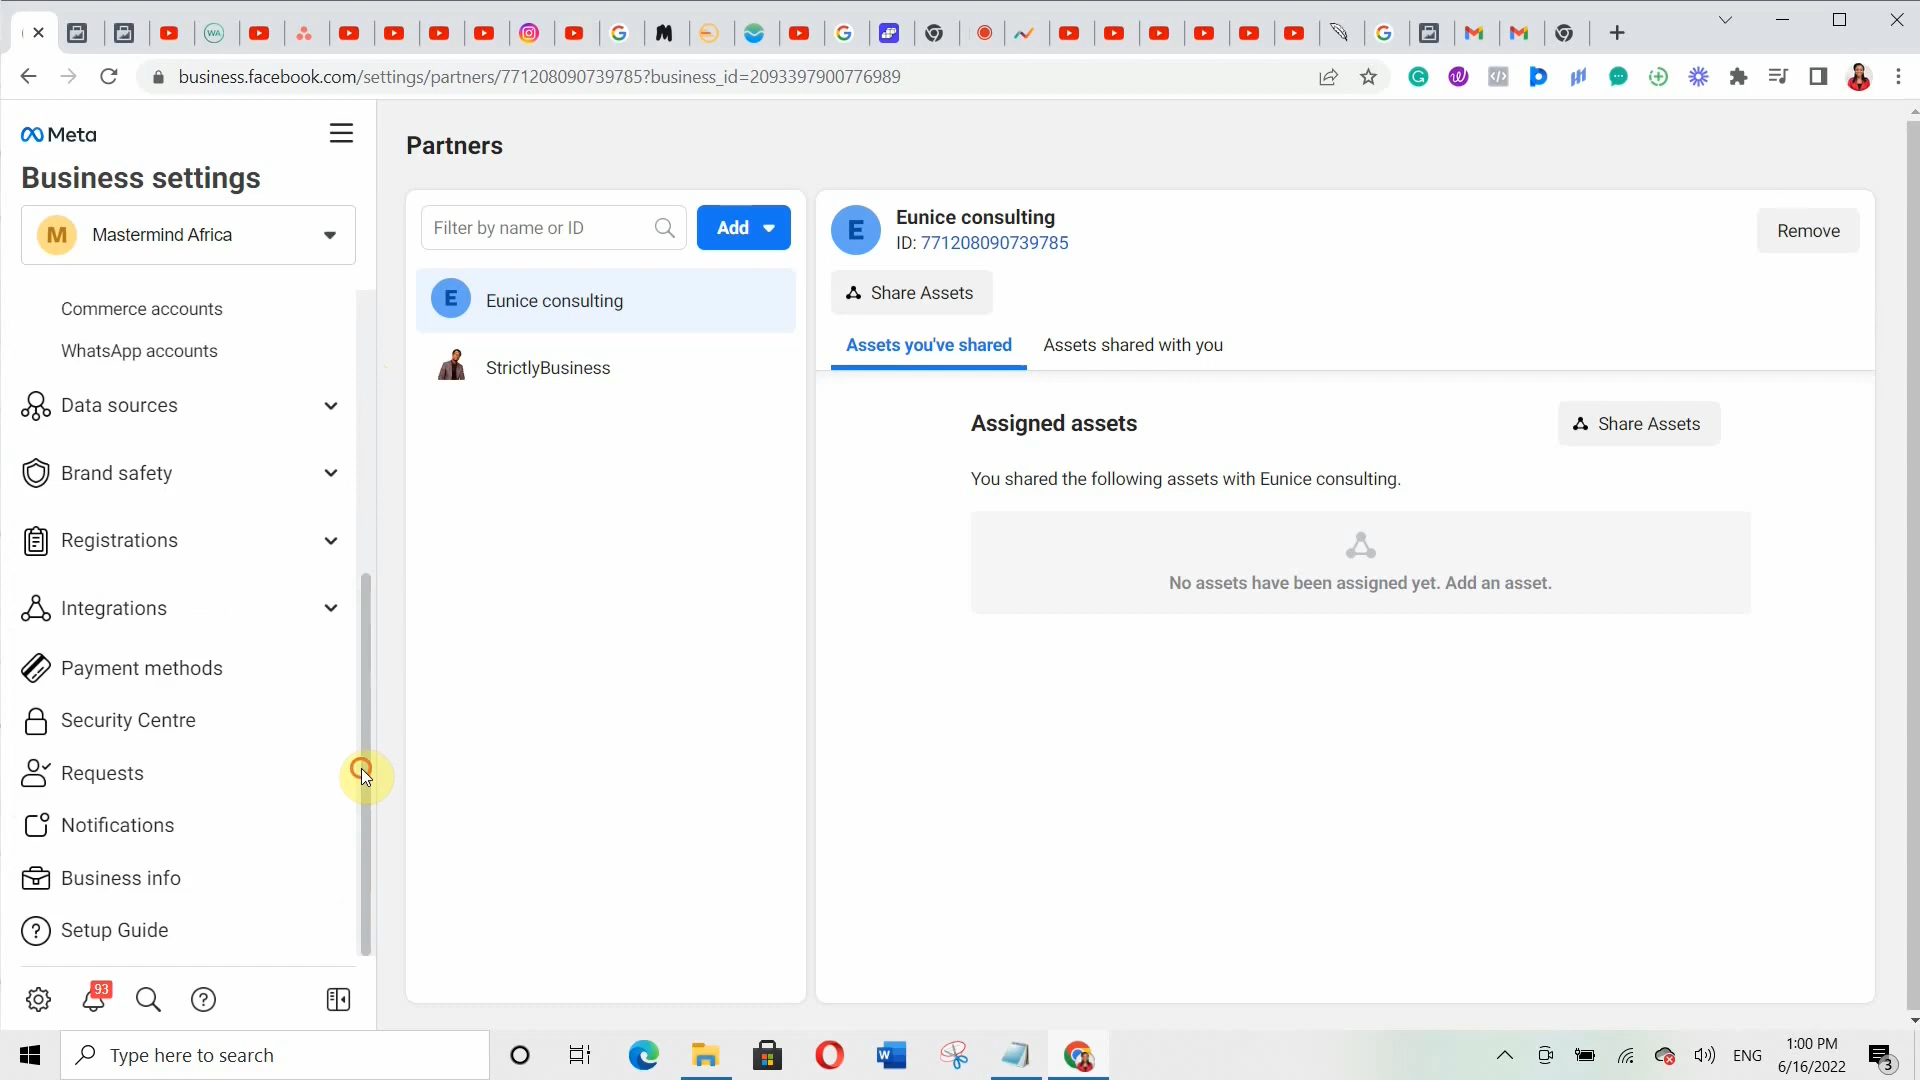 business.facebook.com/settings/partners/771208090739785?business_id=2093397900776989
Meta
Business settings
M Mastermind Africa
Commerce accounts
WhatsApp accounts
Data sources
Brand safety
Registrations
Integrations
Payment methods
Security Centre
Requests
Notifications
Business info
Setup Guide
93
Partners
Filter by name or ID
Add
E Eunice consulting
StrictlyBusiness
E
Eunice consulting
ID: 771208090739785
Remove
Share Assets
Assets you've shared
Assets shared with you
Assigned assets
Share Assets
You shared the following assets with Eunice consulting.
No assets have been assigned yet. Add an asset.
Type here to search
ENG
1:00 PM
6/16/2022
3